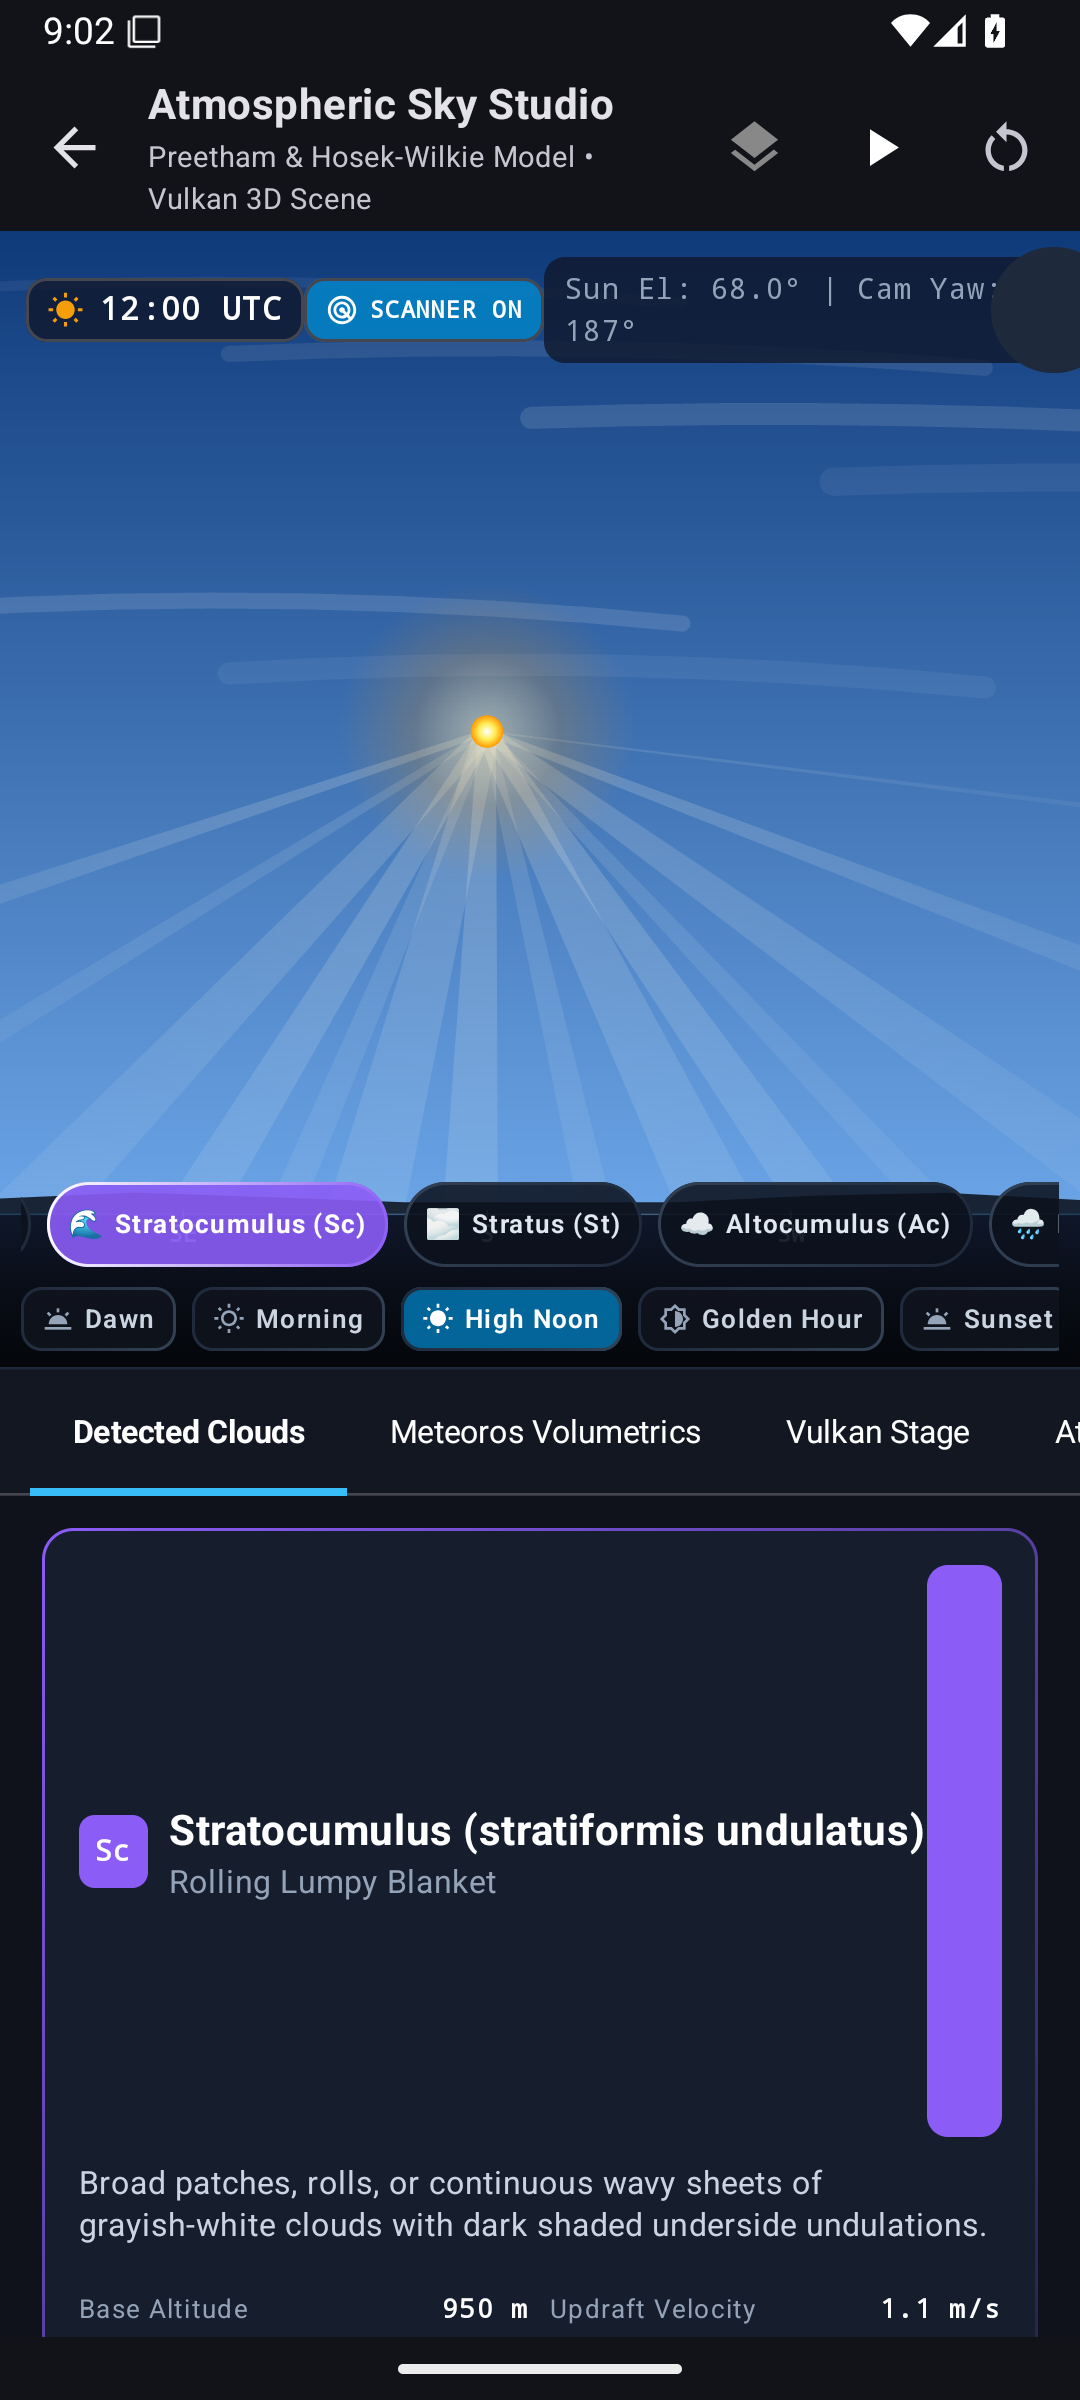 9:02
Atmospheric Sky Studio
Preetham & Hosek-Wilkie Model •
Vulkan 3D Scene
12:00 UTC
SCANNER ON
Sun El: 68.0° | Cam Yaw:
187°
Stratocumulus (Sc)
Stratus (St)
Altocumulus (Ac)
Dawn
Morning
High Noon
Golden Hour
Sunset
Detected Clouds
Meteoros Volumetrics
Vulkan Stage
At
Sc
Stratocumulus (stratiformis undulatus)
Rolling Lumpy Blanket
Broad patches, rolls, or continuous wavy sheets of
grayish-white clouds with dark shaded underside undulations.
Base Altitude
950 m
Updraft Velocity
1.1 m/s